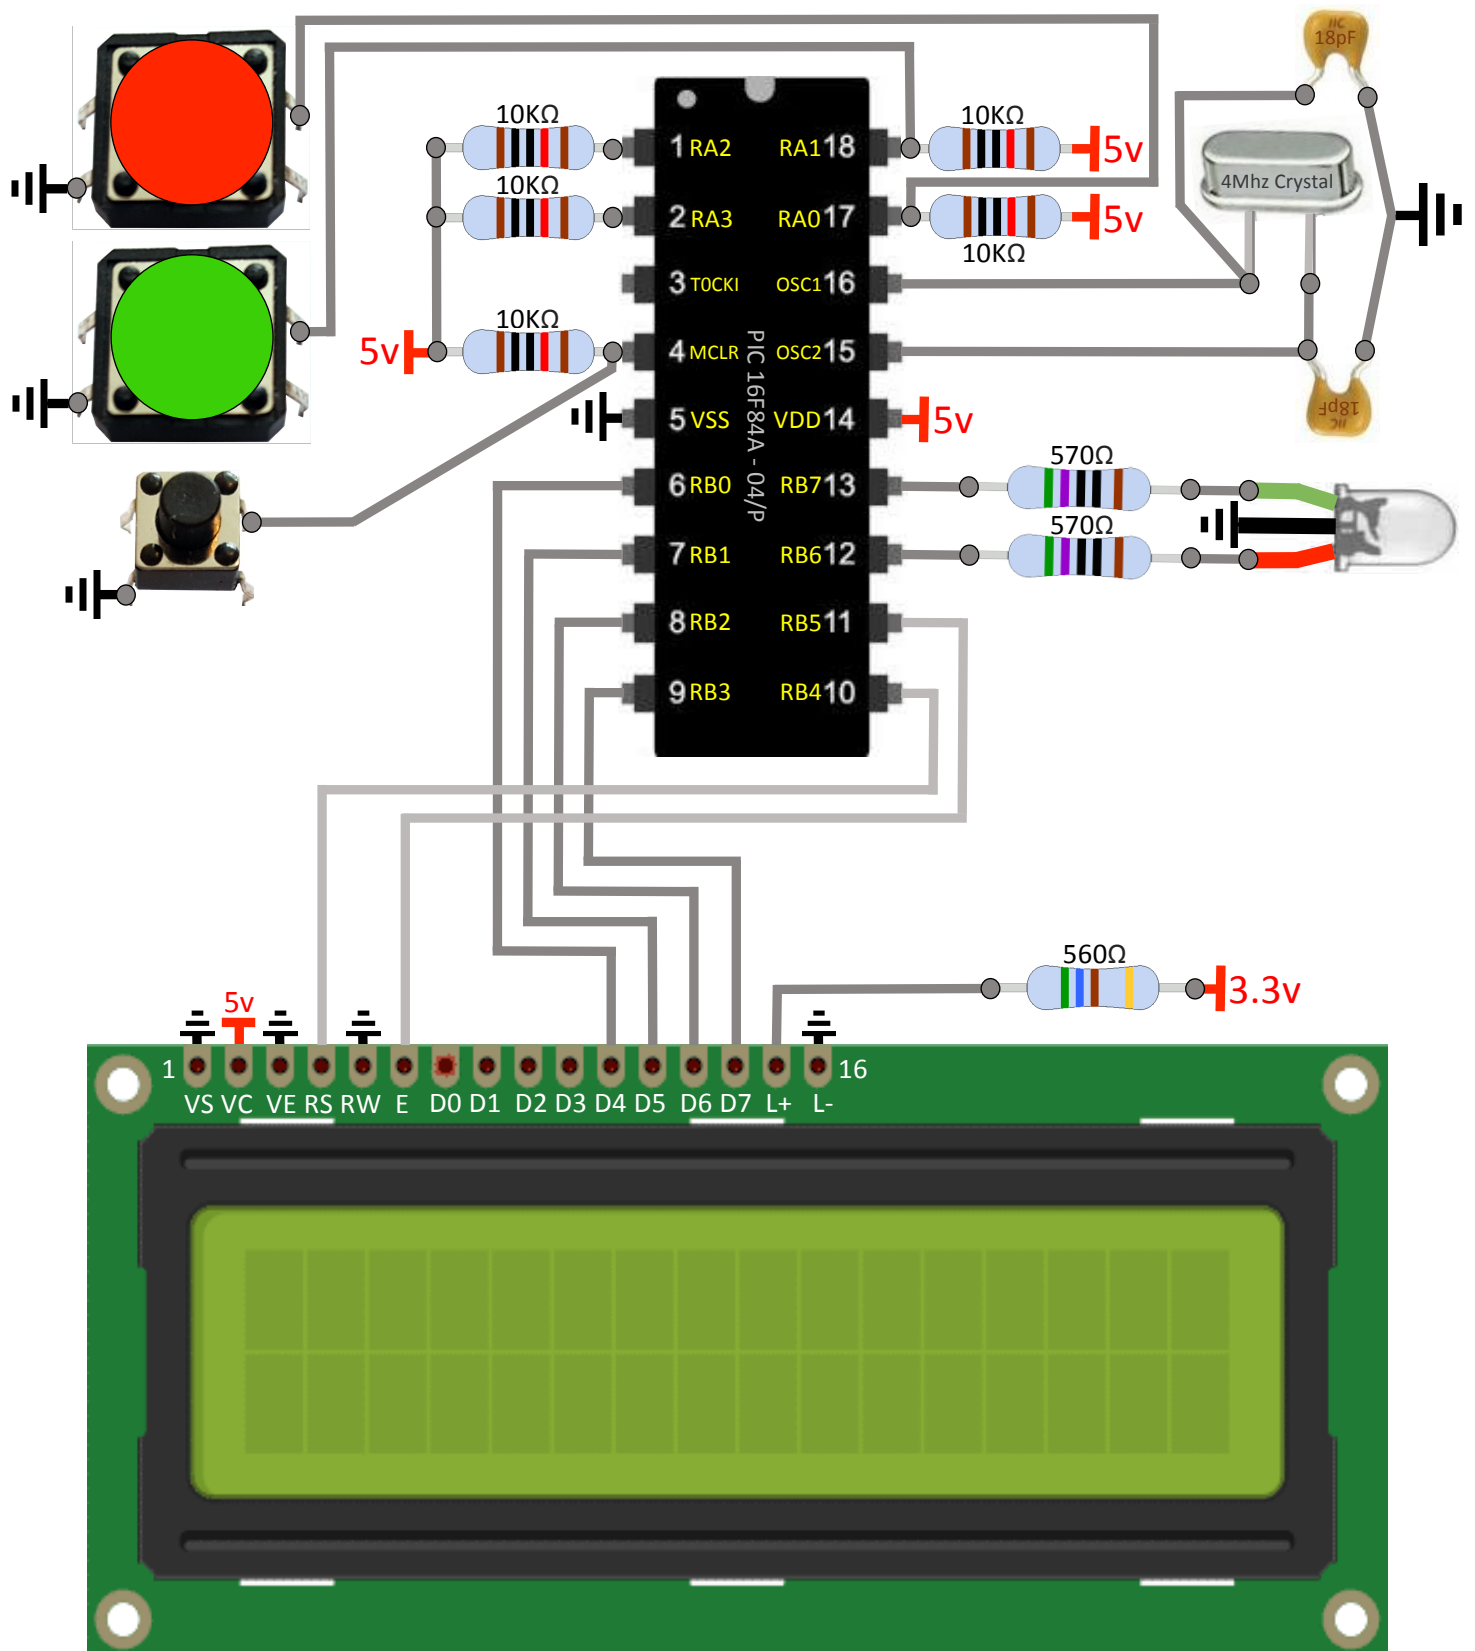 IIC
18pF
10KΩ
10KΩ
1 RA2 RA1 18
5v
4Mhz Crystal
10KΩ
2 RA3 RA0 17
5v
10KΩ
3 T0CKI OSC1 16
10KΩ
5v
4 MCLR OSC2 15
PIC 16F84A - 04/P
18pF
IIC
5 VSS VDD 14
5v
570Ω
6 RB0 RB7 13
570Ω
7 RB1 RB6 12
8 RB2 RB5 11
9 RB3 RB4 10
560Ω
3.3v
5v
1 16
VS VC VE RS RW E D0 D1 D2 D3 D4 D5 D6 D7 L+ L-